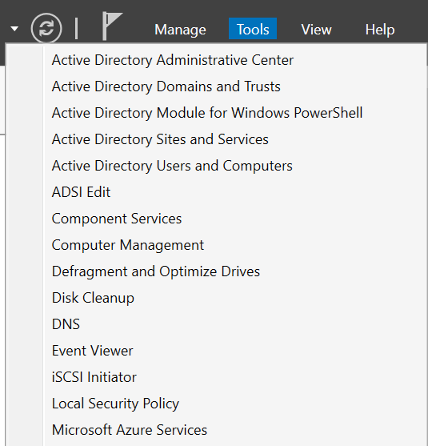 Manage Tools View Help
Active Directory Administrative Center
Active Directory Domains and Trusts
Active Directory Module for Windows PowerShell
Active Directory Sites and Services
Active Directory Users and Computers
ADSI Edit
Component Services
Computer Management
Defragment and Optimize Drives
Disk Cleanup
DNS
Event Viewer
iSCSI Initiator
Local Security Policy
Microsoft Azure Services